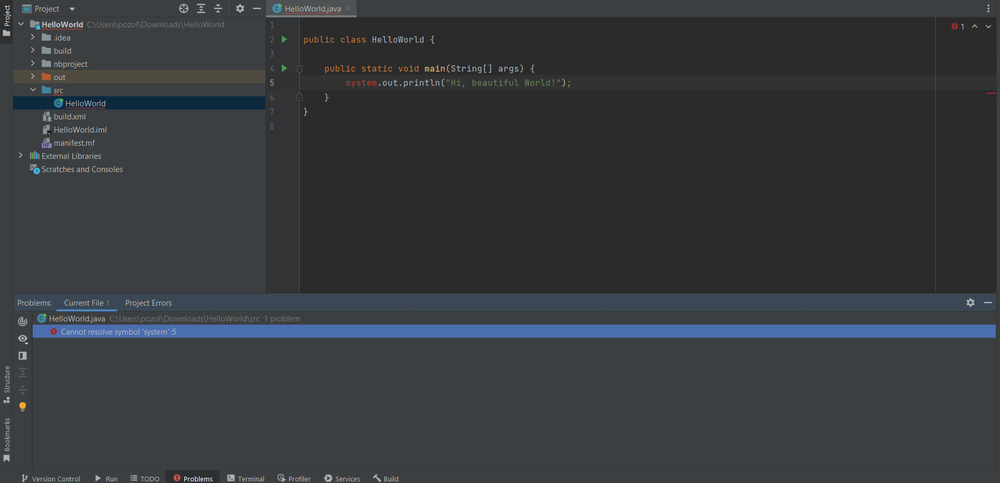 Project
Project
HelloWorld C:\Users\pozol\Downloads\HelloWorld
.idea
build
nbproject
out
src
HelloWorld
build.xml
HelloWorld.iml
MF manifest.mf
External Libraries
Scratches and Consoles
HelloWorld.java
1
1
2 public class HelloWorld {
3
4 public static void main(String[] args) {
5 system.out.println("Hi, beautiful World!");
6 }
7 }
8
Problems: Current File 1 Project Errors
HelloWorld.java C:\Users\pozol\Downloads\HelloWorld\src 1 problem
Cannot resolve symbol 'system' :5
Structure
Bookmarks
Version Control Run TODO Problems Terminal Profiler Services Build